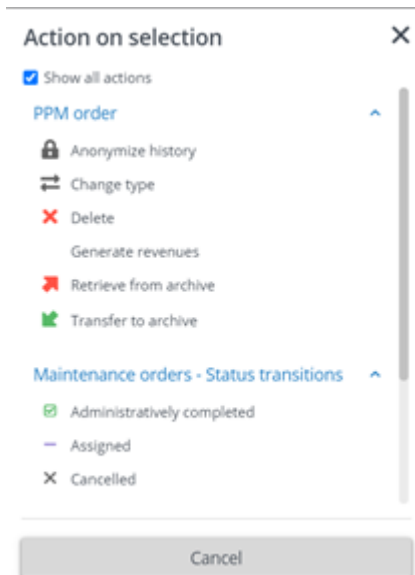 Action on selection
Show all actions
PPM order
Anonymize history
Change type
Delete
Generate revenues
Retrieve from archive
Transfer to archive
Maintenance orders - Status transitions
Administratively completed
Assigned
Cancelled
Cancel